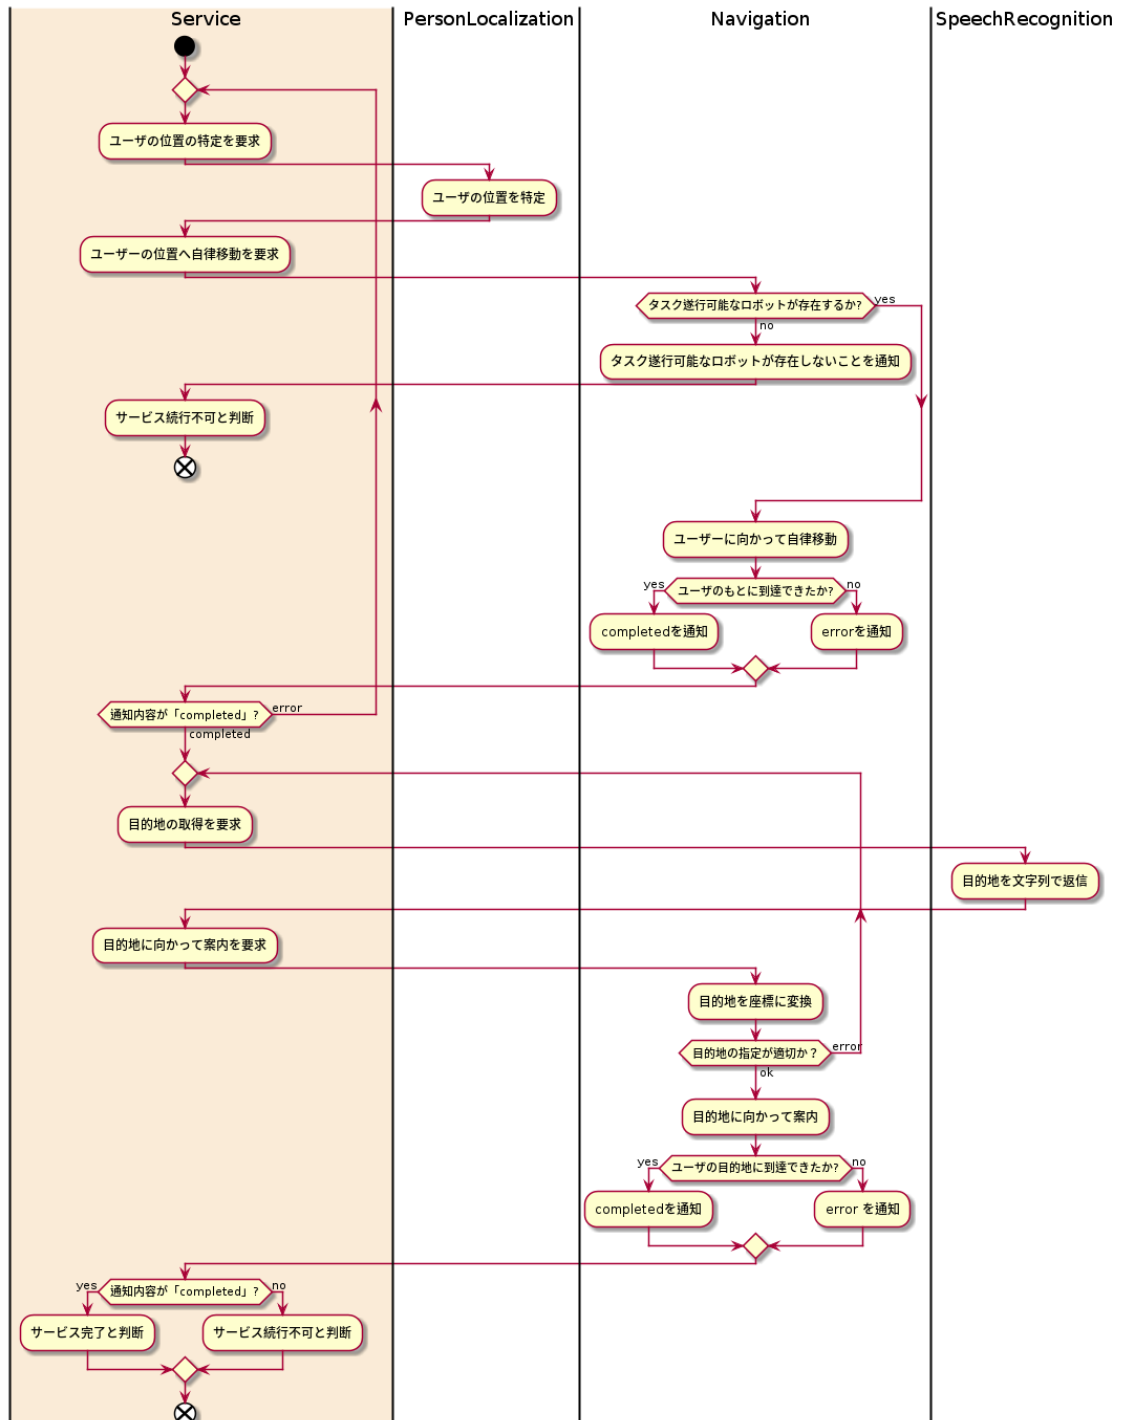 Service
PersonLocalization
Navigation
SpeechRecognition
ユーザの位置の特定を要求
ユーザの位置を特定
ユーザーの位置へ自律移動を要求
タスク遂行可能なロボットが存在するか?
yes
no
タスク遂行可能なロボットが存在しないことを通知
サービス続行不可と判断
ユーザーに向かって自律移動
yes
ユーザのもとに到達できたか?
no
completedを通知
errorを通知
通知内容が「completed」?
error
completed
目的地の取得を要求
目的地を文字列で返信
目的地に向かって案内を要求
目的地を座標に変換
目的地の指定が適切か？
error
ok
目的地に向かって案内
yes
ユーザの目的地に到達できたか?
no
completedを通知
error を通知
yes
通知内容が「completed」?
no
サービス完了と判断
サービス続行不可と判断